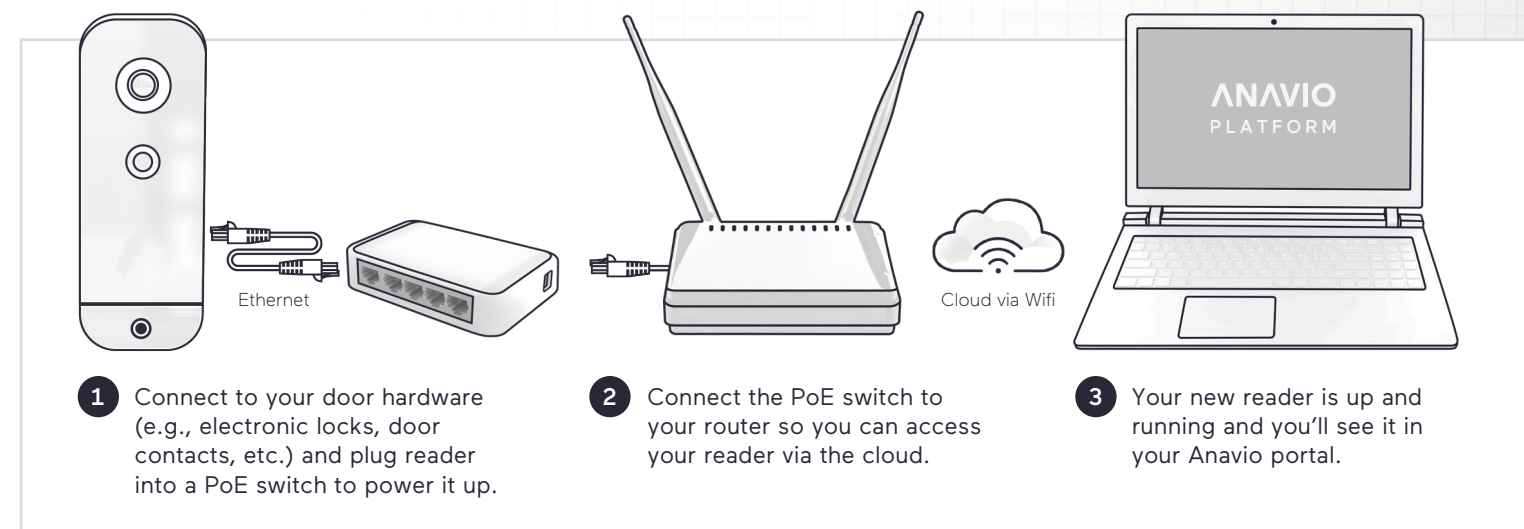 ANAVIO
PLATFORM
Ethernet
Cloud via Wifi
1
Connect to your door hardware
(e.g., electronic locks, door
contacts, etc.) and plug reader
into a PoE switch to power it up.
2
Connect the PoE switch to
your router so you can access
your reader via the cloud.
3
Your new reader is up and
running and you’ll see it in
your Anavio portal.